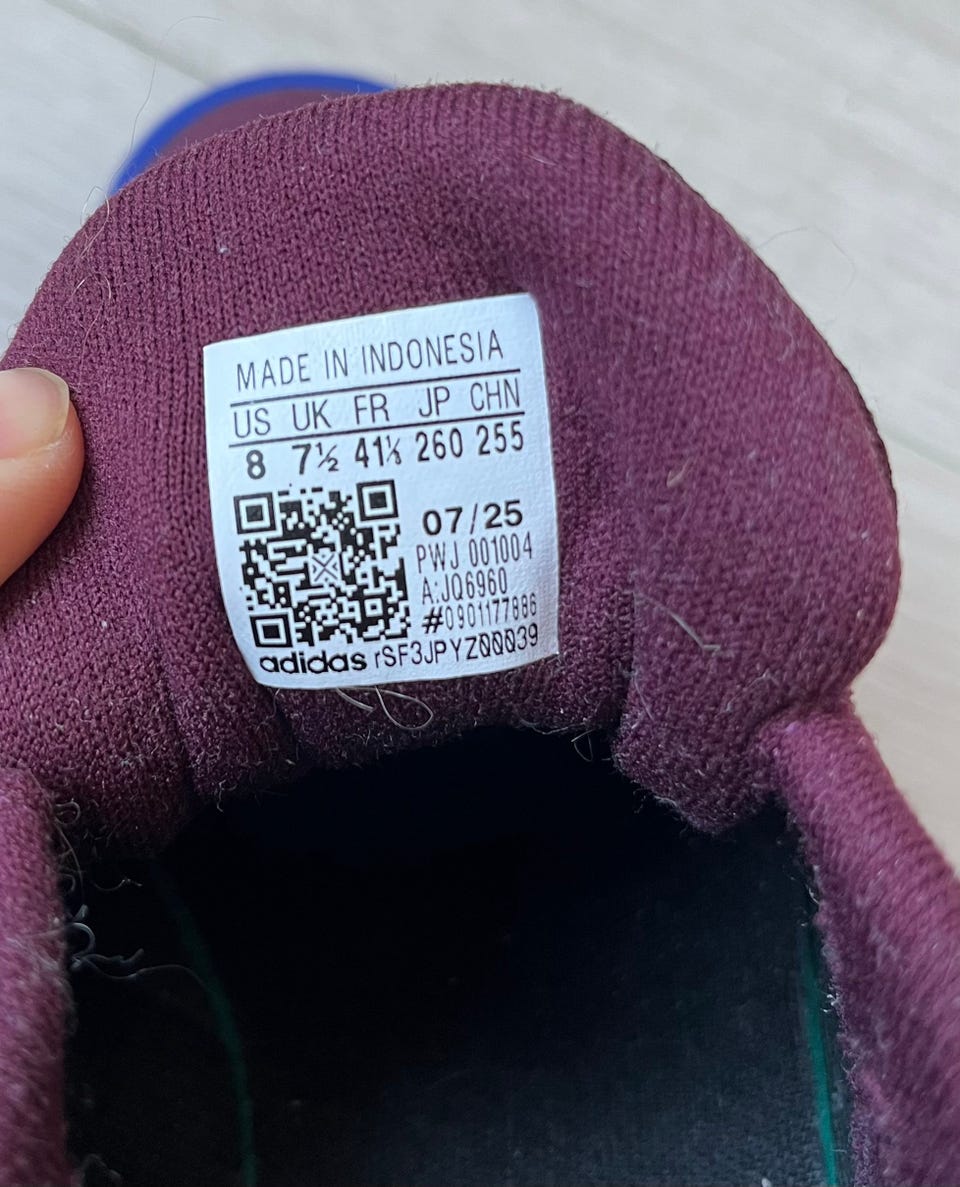 MADE IN INDONESIA
US UK FR JP CHN
8 7½ 41⅓ 260 255
07/25
PWJ 001004
A:JQ6960
#0901177886
adidas rSF3JPYZ00039